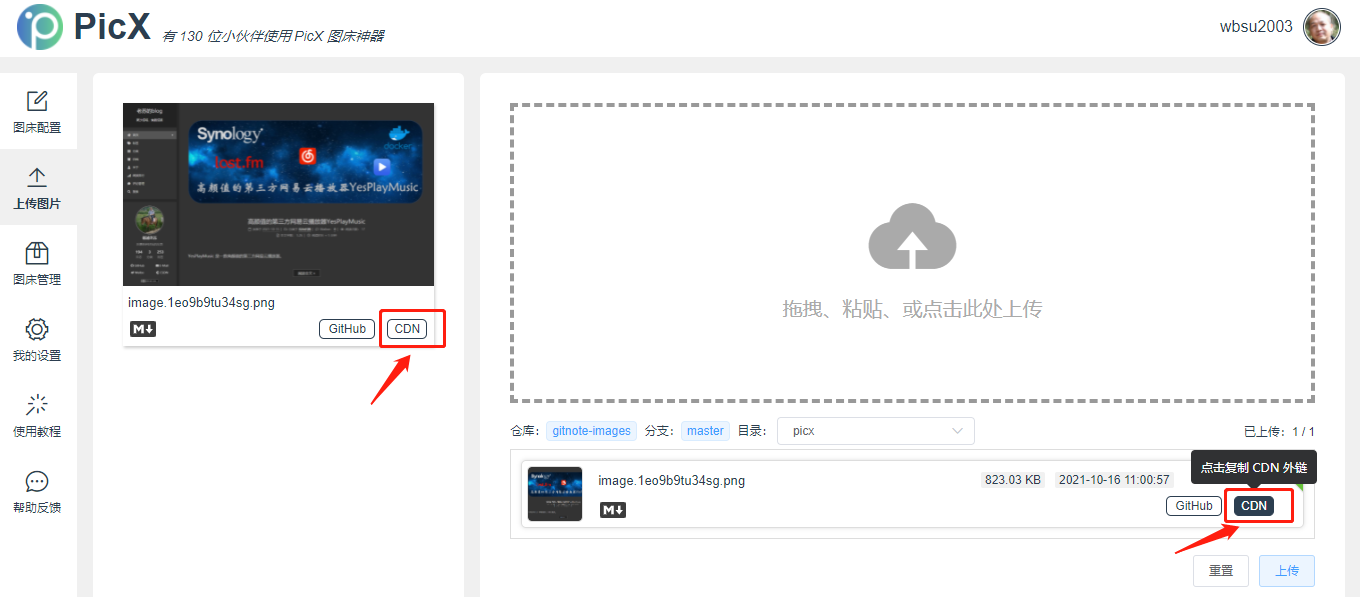 PicX
有 130 位小伙伴使用 PicX 图床神器
wbsu2003
图床配置
上传图片
图床管理
我的设置
使用教程
帮助反馈
Synology
docker
lost.fm
高颜值的第三方网易云播放器YesPlayMusic
高颜值的第三方网易云播放器YesPlayMusic
image.1eo9b9tu34sg.png
M
GitHub
CDN
拖拽、粘贴、或点击此处上传
仓库： gitnote-images 分支： master 目录： picx
已上传：1 / 1
点击复制 CDN 外链
image.1eo9b9tu34sg.png
823.03 KB
2021-10-16 11:00:57
M
GitHub
CDN
重置
上传